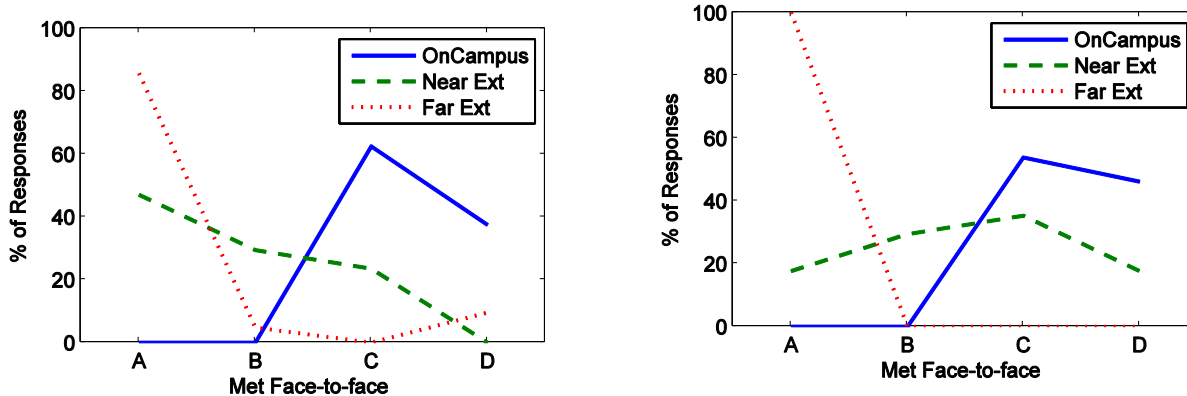 100
80
60
40
20
0
% of Responses
OnCampus
Near Ext
Far Ext
A B C D
Met Face-to-face
100
80
60
40
20
0
% of Responses
OnCampus
Near Ext
Far Ext
A B C D
Met Face-to-face